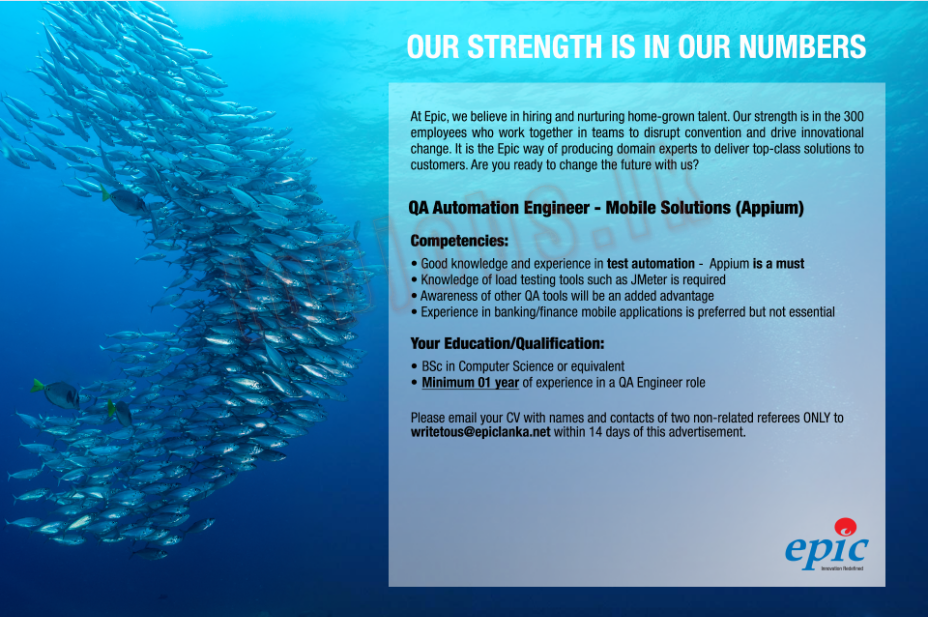 OUR STRENGTH IS IN OUR NUMBERS
At Epic, we believe in hiring and nurturing home-grown talent. Our strength is in the 300
employees who work together in teams to disrupt convention and drive innovational
change. It is the Epic way of producing domain experts to deliver top-class solutions to
customers. Are you ready to change the future with us?
QA Automation Engineer - Mobile Solutions (Appium)
Competencies:
• Good knowledge and experience in test automation - Appium is a must
• Knowledge of load testing tools such as JMeter is required
• Awareness of other QA tools will be an added advantage
• Experience in banking/finance mobile applications is preferred but not essential
Your Education/Qualification:
• BSc in Computer Science or equivalent
• Minimum 01 year of experience in a QA Engineer role
Please email your CV with names and contacts of two non-related referees ONLY to
writetous@epiclanka.net within 14 days of this advertisement.
epic
Innovation Redefined